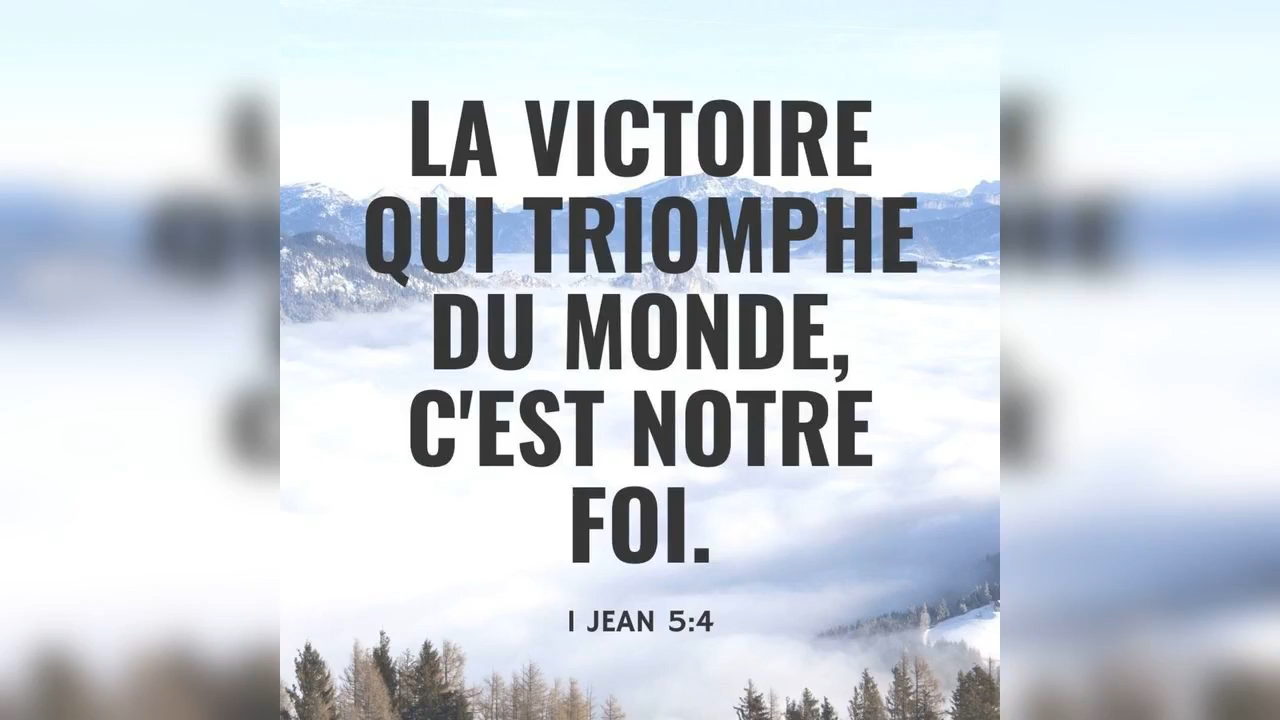 LA VICTOIRE
QUI TRIOMPHE
DU MONDE,
C'EST NOTRE
FOI.
I JEAN 5:4